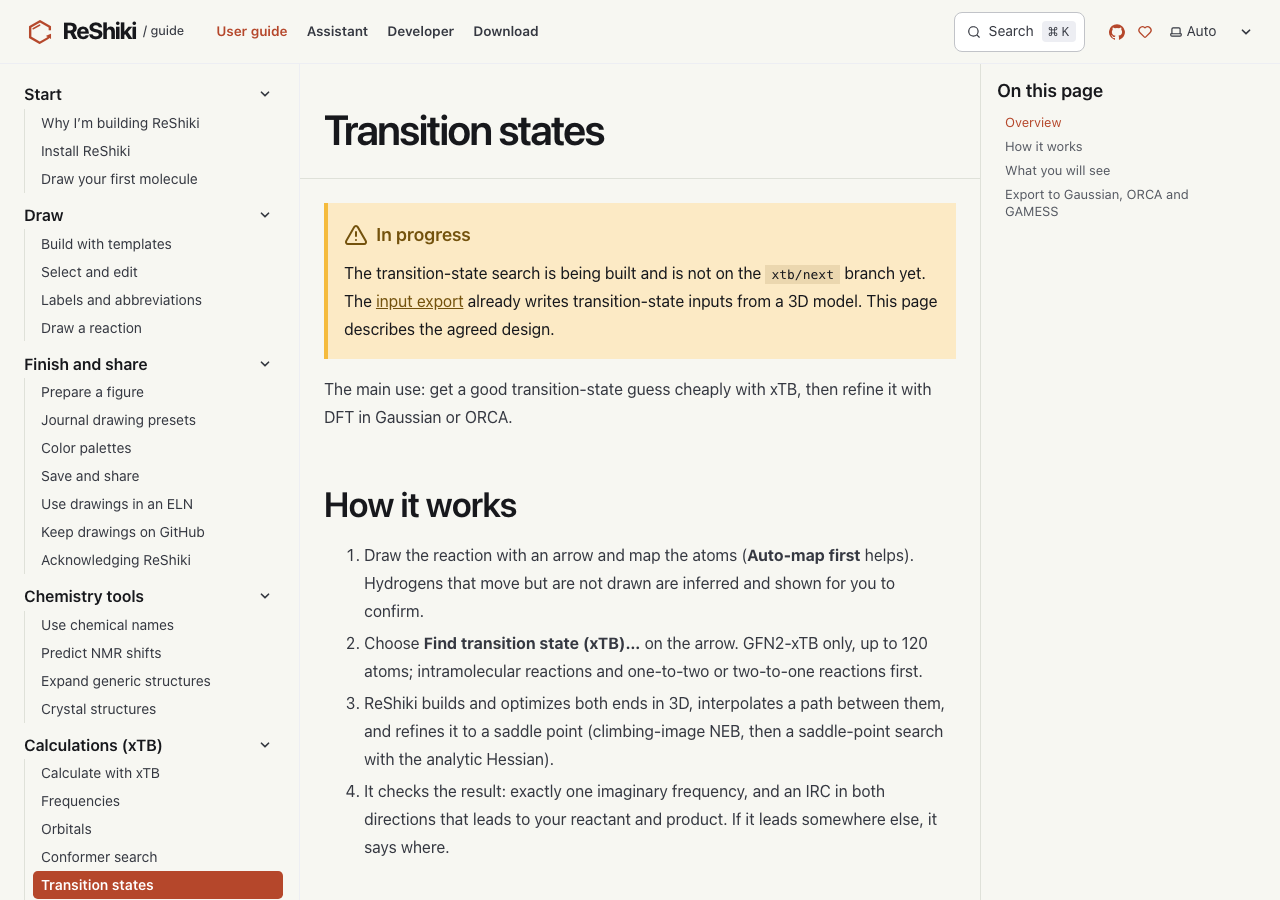 ReShiki / guide
User guide
Assistant
Developer
Download
Search ⌘ K
Auto
Start
Why I’m building ReShiki
Install ReShiki
Draw your first molecule
Draw
Build with templates
Select and edit
Labels and abbreviations
Draw a reaction
Finish and share
Prepare a figure
Journal drawing presets
Color palettes
Save and share
Use drawings in an ELN
Keep drawings on GitHub
Acknowledging ReShiki
Chemistry tools
Use chemical names
Predict NMR shifts
Expand generic structures
Crystal structures
Calculations (xTB)
Calculate with xTB
Frequencies
Orbitals
Conformer search
Transition states
Transition states
In progress
The transition-state search is being built and is not on the xtb/next branch yet.
The input export already writes transition-state inputs from a 3D model. This page
describes the agreed design.
The main use: get a good transition-state guess cheaply with xTB, then refine it with
DFT in Gaussian or ORCA.
How it works
1. Draw the reaction with an arrow and map the atoms (Auto-map first helps).
Hydrogens that move but are not drawn are inferred and shown for you to
confirm.
2. Choose Find transition state (xTB)… on the arrow. GFN2-xTB only, up to 120
atoms; intramolecular reactions and one-to-two or two-to-one reactions first.
3. ReShiki builds and optimizes both ends in 3D, interpolates a path between them,
and refines it to a saddle point (climbing-image NEB, then a saddle-point search
with the analytic Hessian).
4. It checks the result: exactly one imaginary frequency, and an IRC in both
directions that leads to your reactant and product. If it leads somewhere else, it
says where.
On this page
Overview
How it works
What you will see
Export to Gaussian, ORCA and
GAMESS